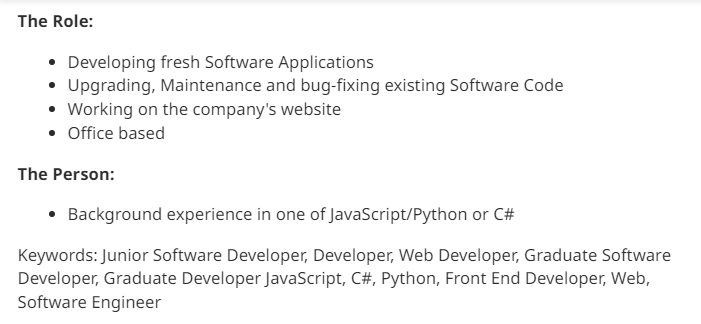 The Role:
• Developing fresh Software Applications
• Upgrading, Maintenance and bug-fixing existing Software Code
• Working on the company's website
• Office based
The Person:
• Background experience in one of JavaScript/Python or C#
Keywords: Junior Software Developer, Developer, Web Developer, Graduate Software
Developer, Graduate Developer JavaScript, C#, Python, Front End Developer, Web,
Software Engineer